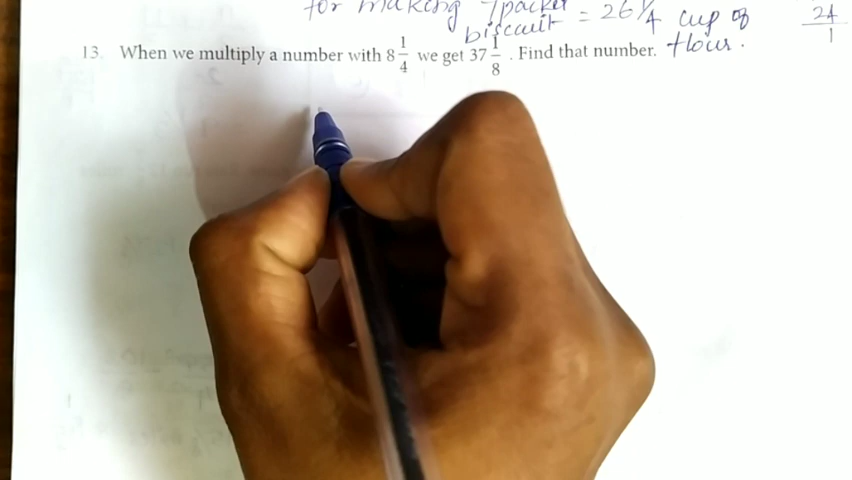 for making 7packet
biscuit = 26 1/4 cup of
flour.
24
1
13. When we multiply a number with 8 1/4 we get 37 1/8 . Find that number.